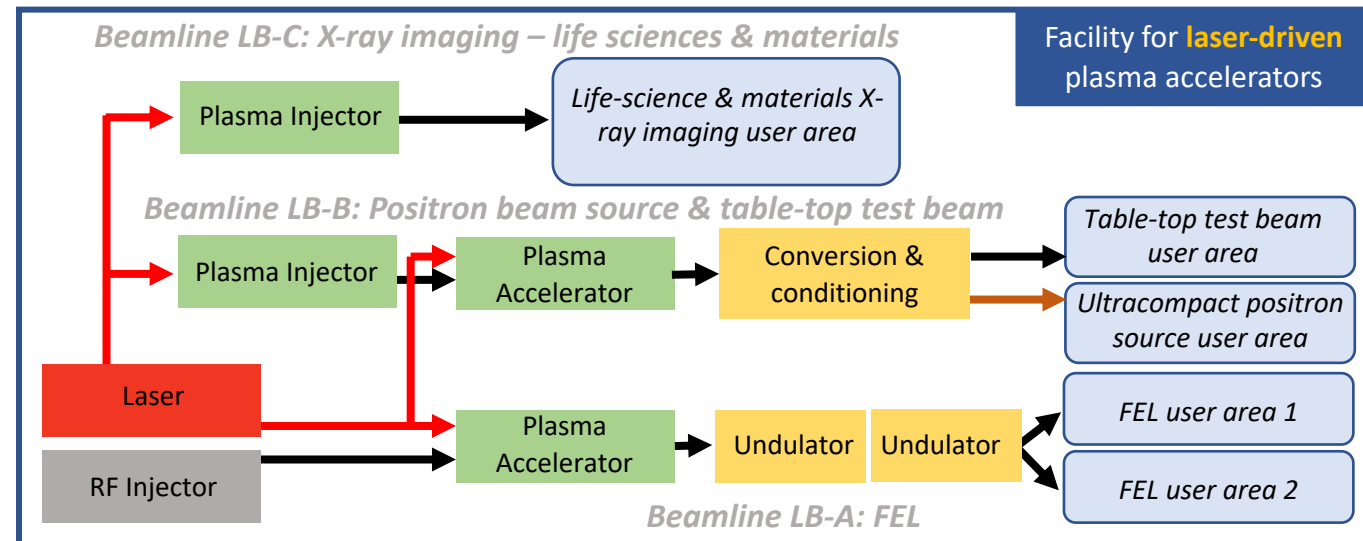 Beamline LB-C: X-ray imaging – life sciences & materials
Facility for laser-driven
plasma accelerators
Plasma Injector
Life-science & materials X-
ray imaging user area
Beamline LB-B: Positron beam source & table-top test beam
Plasma Injector
Plasma
Accelerator
Conversion &
conditioning
Table-top test beam
user area
Ultracompact positron
source user area
Laser
RF Injector
Plasma
Accelerator
Undulator
Undulator
FEL user area 1
FEL user area 2
Beamline LB-A: FEL